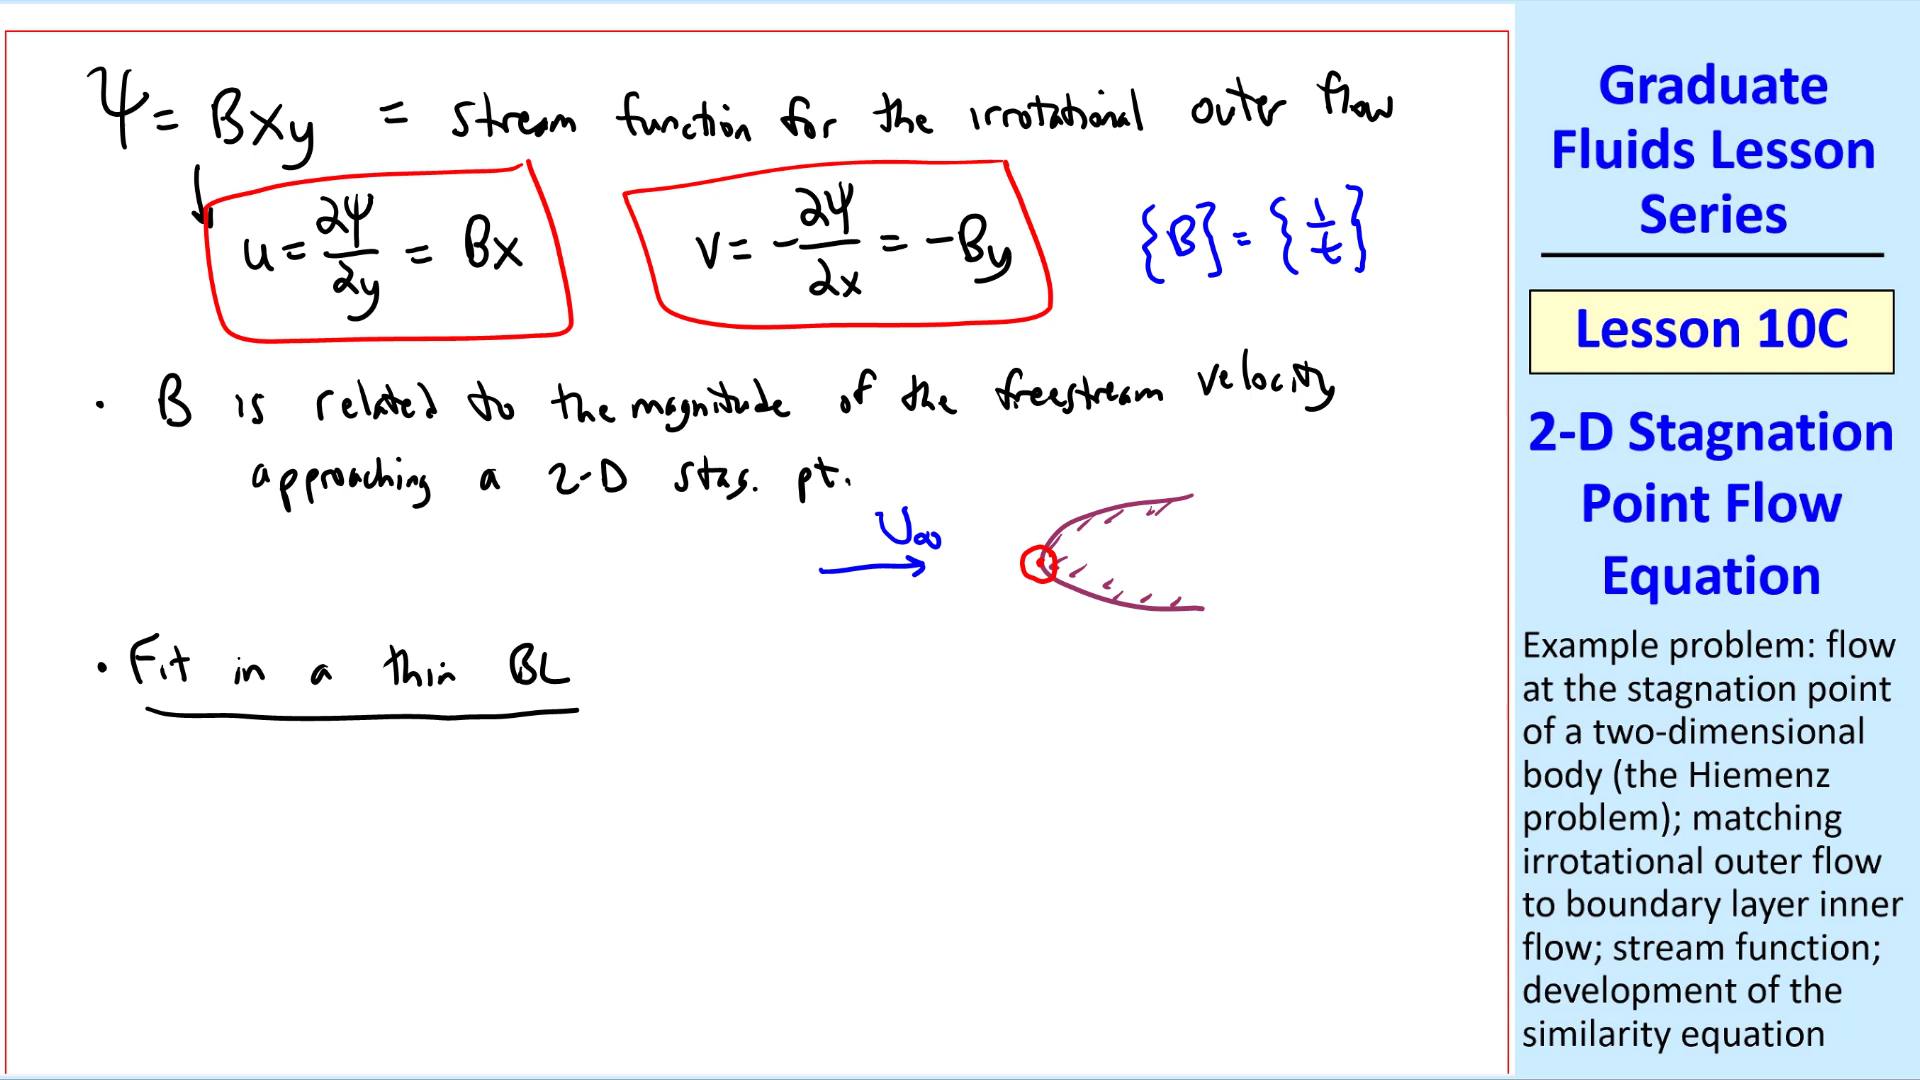 Ψ = Bxy = stream function for the irrotational outer flow
u = ∂Ψ/∂y = Bx v = -∂Ψ/∂x = -By {B} = {1/t}
• B is related to the magnitude of the freestream velocity
approaching a 2-D stag. pt.
U∞
• Fit in a thin BL
Graduate
Fluids Lesson
Series
Lesson 10C
2-D Stagnation
Point Flow
Equation
Example problem: flow
at the stagnation point
of a two-dimensional
body (the Hiemenz
problem); matching
irrotational outer flow
to boundary layer inner
flow; stream function;
development of the
similarity equation